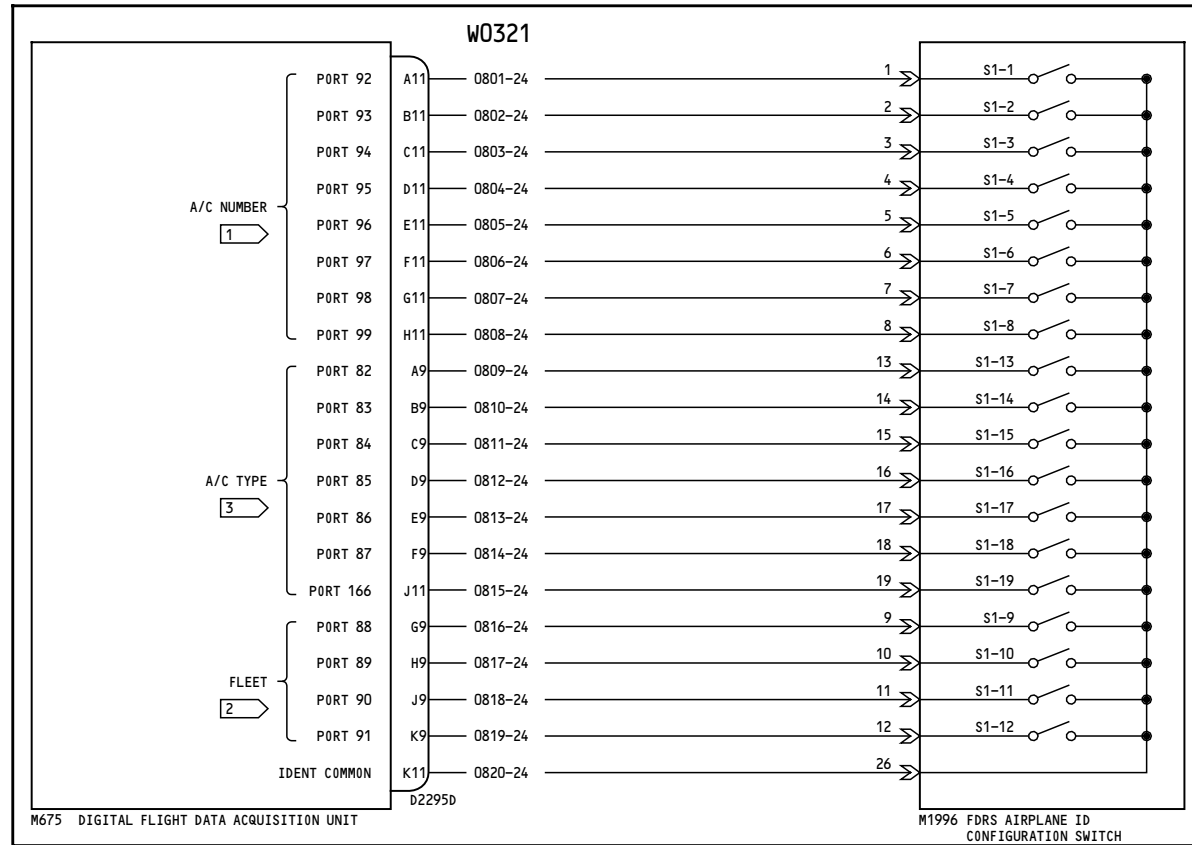 W0321
PORT 92 A11 0801-24 1 S1-1
PORT 93 B11 0802-24 2 S1-2
PORT 94 C11 0803-24 3 S1-3
PORT 95 D11 0804-24 4 S1-4
A/C NUMBER
1
PORT 96 E11 0805-24 5 S1-5
PORT 97 F11 0806-24 6 S1-6
PORT 98 G11 0807-24 7 S1-7
PORT 99 H11 0808-24 8 S1-8
PORT 82 A9 0809-24 13 S1-13
PORT 83 B9 0810-24 14 S1-14
PORT 84 C9 0811-24 15 S1-15
A/C TYPE PORT 85 D9 0812-24 16 S1-16
3
PORT 86 E9 0813-24 17 S1-17
PORT 87 F9 0814-24 18 S1-18
PORT 166 J11 0815-24 19 S1-19
PORT 88 G9 0816-24 9 S1-9
PORT 89 H9 0817-24 10 S1-10
FLEET
2
PORT 90 J9 0818-24 11 S1-11
PORT 91 K9 0819-24 12 S1-12
IDENT COMMON K11 0820-24 26
D2295D
M675 DIGITAL FLIGHT DATA ACQUISITION UNIT
M1996 FDRS AIRPLANE ID
CONFIGURATION SWITCH